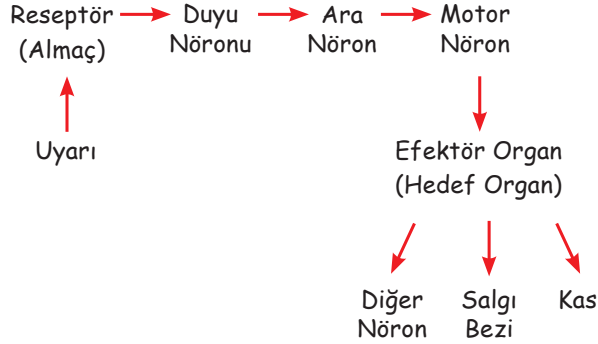 Reseptör
(Almaç)
Duyu
Nöronu
Ara
Nöron
Motor
Nöron
Uyarı
Efektör Organ
(Hedef Organ)
Diğer
Nöron
Salgı
Bezi
Kas